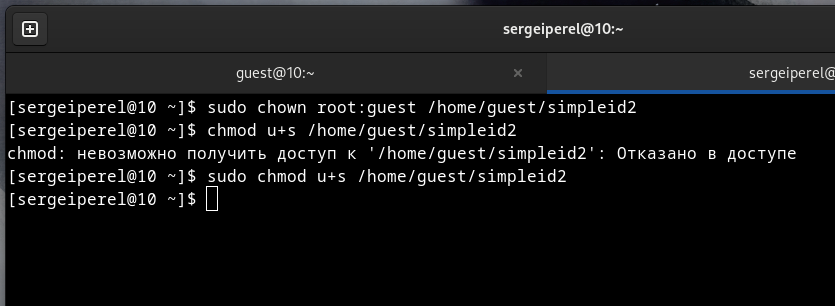 sergeiperel@10:~
guest@10:~ × sergeiperel@
[sergeiperel@10 ~]$ sudo chown root:guest /home/guest/simpleid2
[sergeiperel@10 ~]$ chmod u+s /home/guest/simpleid2
chmod: невозможно получить доступ к '/home/guest/simpleid2': Отказано в доступе
[sergeiperel@10 ~]$ sudo chmod u+s /home/guest/simpleid2
[sergeiperel@10 ~]$